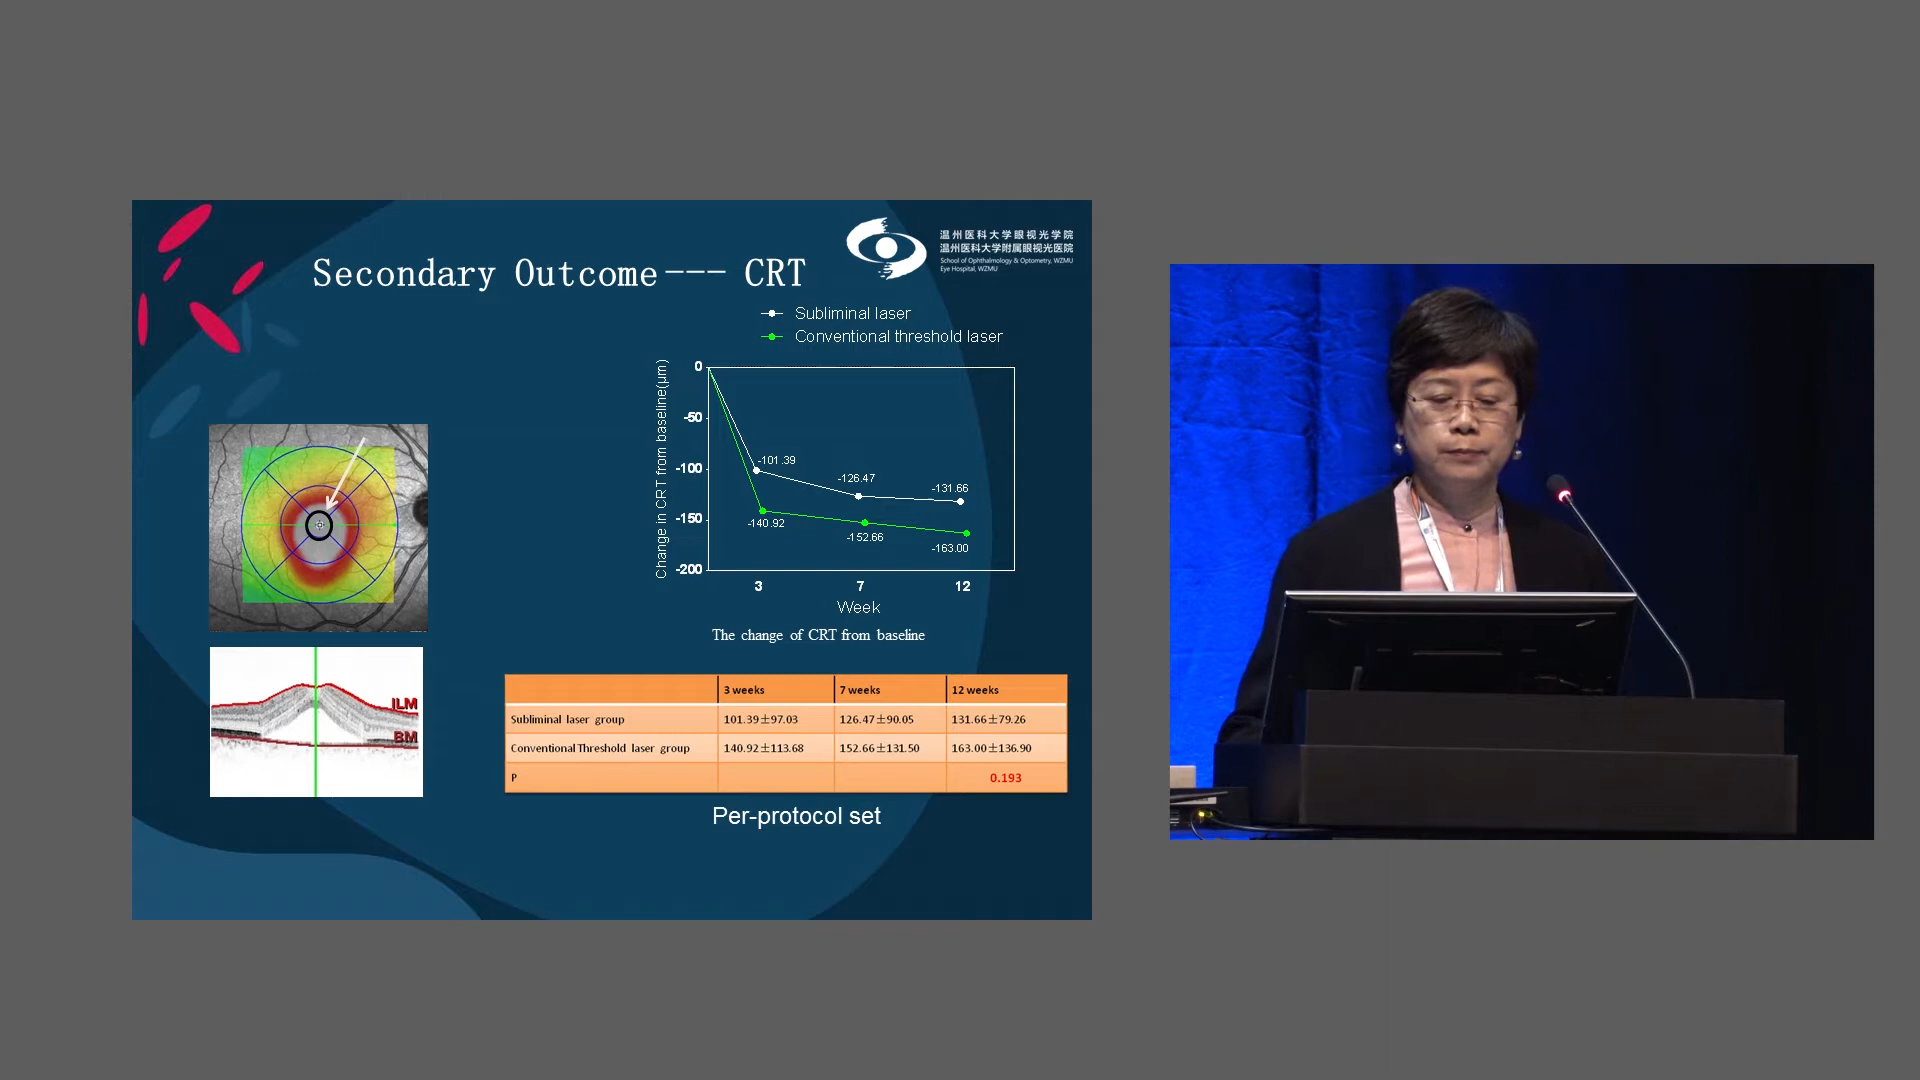 Secondary Outcome--- CRT
温州医科大学眼视光学院
温州医科大学附属眼视光医院
School of Ophthalmology & Optometry, WZMU
Eye Hospital, WZMU
Subliminal laser
Conventional threshold laser
Change in CRT from baseline(μm)
0
-50
-100
-150
-200
-101.39
-126.47
-131.66
-140.92
-152.66
-163.00
3 7 12
Week
The change of CRT from baseline
ILM
BM
3 weeks 7 weeks 12 weeks
Subliminal laser group 101.39±97.03 126.47±90.05 131.66±79.26
Conventional Threshold laser group 140.92±113.68 152.66±131.50 163.00±136.90
P 0.193
Per-protocol set